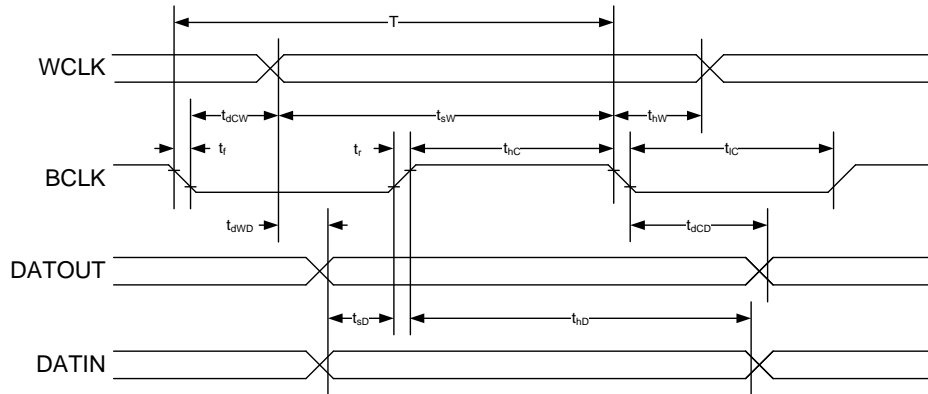 T
WCLK
tdCW
tsW
thW
tf
tr
thC
tlC
BCLK
tdWD
tdCD
DATOUT
tsD
thD
DATIN